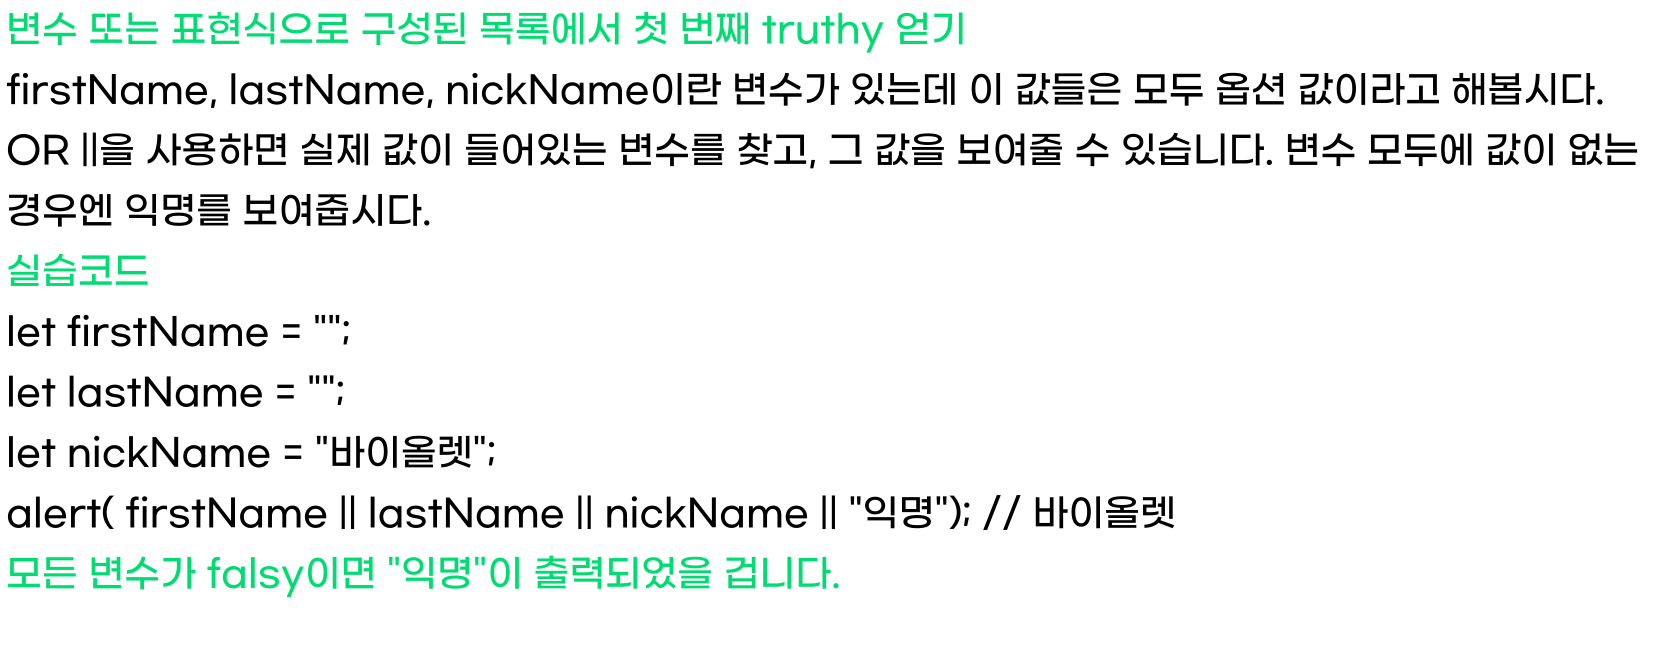 변수 또는 표현식으로 구성된 목록에서 첫 번째 truthy 얻기
firstName, lastName, nickName이란 변수가 있는데 이 값들은 모두 옵션 값이라고 해봅시다.
OR ||을 사용하면 실제 값이 들어있는 변수를 찾고, 그 값을 보여줄 수 있습니다. 변수 모두에 값이 없는
경우엔 익명를 보여줍시다.
실습코드
let firstName = "";
let lastName = "";
let nickName = "바이올렛";
alert( firstName || lastName || nickName || "익명"); // 바이올렛
모든 변수가 falsy이면 "익명"이 출력되었을 겁니다.